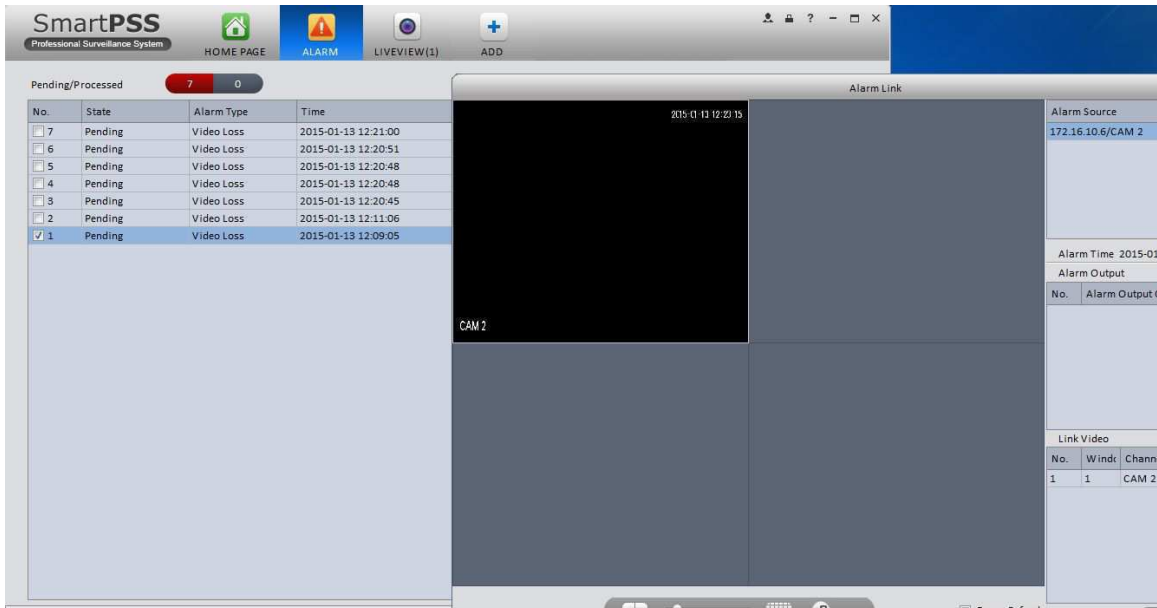 SmartPSS
Professional Surveillance System
HOME PAGE
ALARM
LIVEVIEW(1)
ADD
?
Pending/Processed 7 0
No. State Alarm Type Time
7 Pending Video Loss 2015-01-13 12:21:00
6 Pending Video Loss 2015-01-13 12:20:51
5 Pending Video Loss 2015-01-13 12:20:48
4 Pending Video Loss 2015-01-13 12:20:48
3 Pending Video Loss 2015-01-13 12:20:45
2 Pending Video Loss 2015-01-13 12:11:06
1 Pending Video Loss 2015-01-13 12:09:05
Alarm Link
CAM 2
Alarm Source
172.16.10.6/CAM 2
Alarm Time 2015-01
Alarm Output
No. Alarm Output
Link Video
No. Chann
1 1 CAM 2